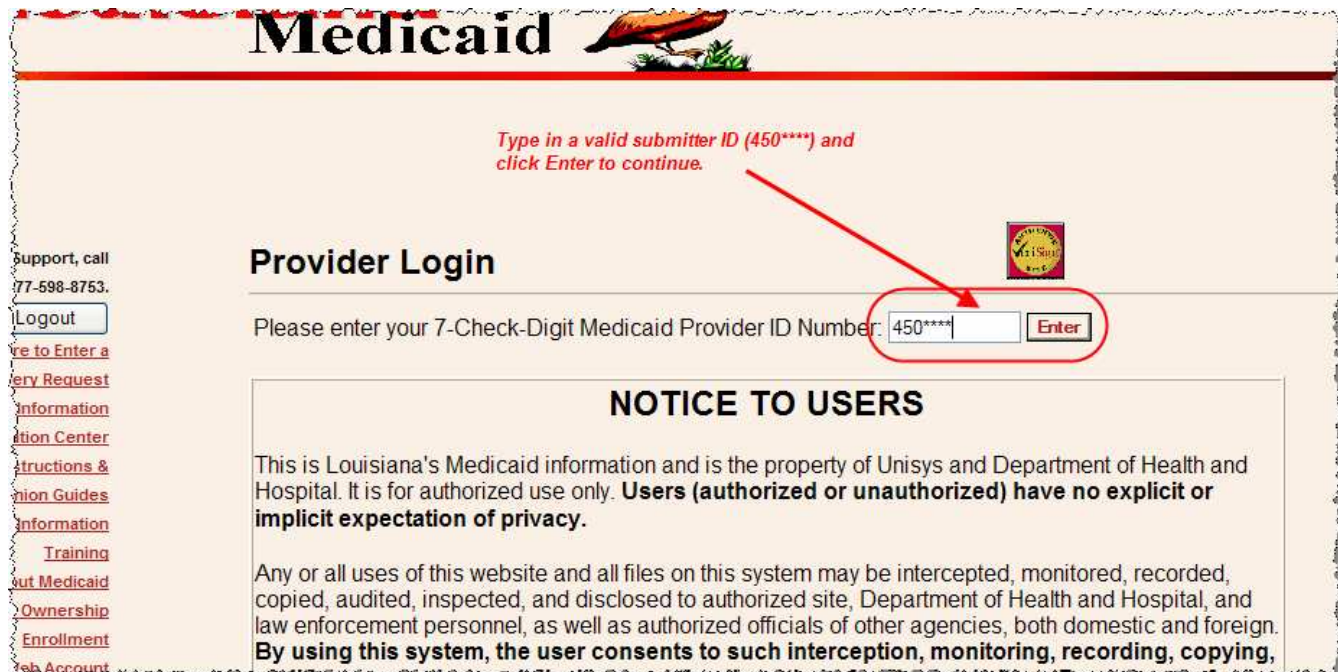 Medicaid
Type in a valid submitter ID (450****) and
click Enter to continue.
Support, call
77-598-8753.
Logout
Provider Login
Please enter your 7-Check-Digit Medicaid Provider ID Number: 450**** Enter
re to Enter a
ery Request
Information
ition Center
structions &
nion Guides
Information
Training
ut Medicaid
Ownership
Enrollment
eb Account
NOTICE TO USERS
This is Louisiana's Medicaid information and is the property of Unisys and Department of Health and
Hospital. It is for authorized use only. Users (authorized or unauthorized) have no explicit or
implicit expectation of privacy.
Any or all uses of this website and all files on this system may be intercepted, monitored, recorded,
copied, audited, inspected, and disclosed to authorized site, Department of Health and Hospital, and
law enforcement personnel, as well as authorized officials of other agencies, both domestic and foreign.
By using this system, the user consents to such interception, monitoring, recording, copying,